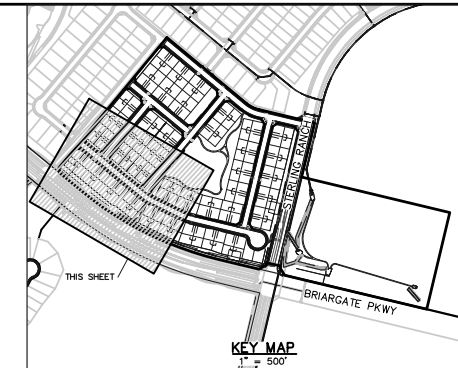 STERLING RANCH
THIS SHEET
BRIARGATE PKWY
KEY MAP
1" = 500'